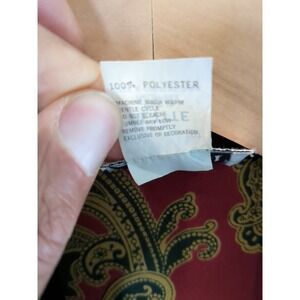 100% POLYESTER
MACHINE WASH WARM
GENTLE CYCLE
DO NOT BLEACH
TUMBLE DRY LOW
REMOVE PROMPTLY
EXCLUSIVE OF DECORATION